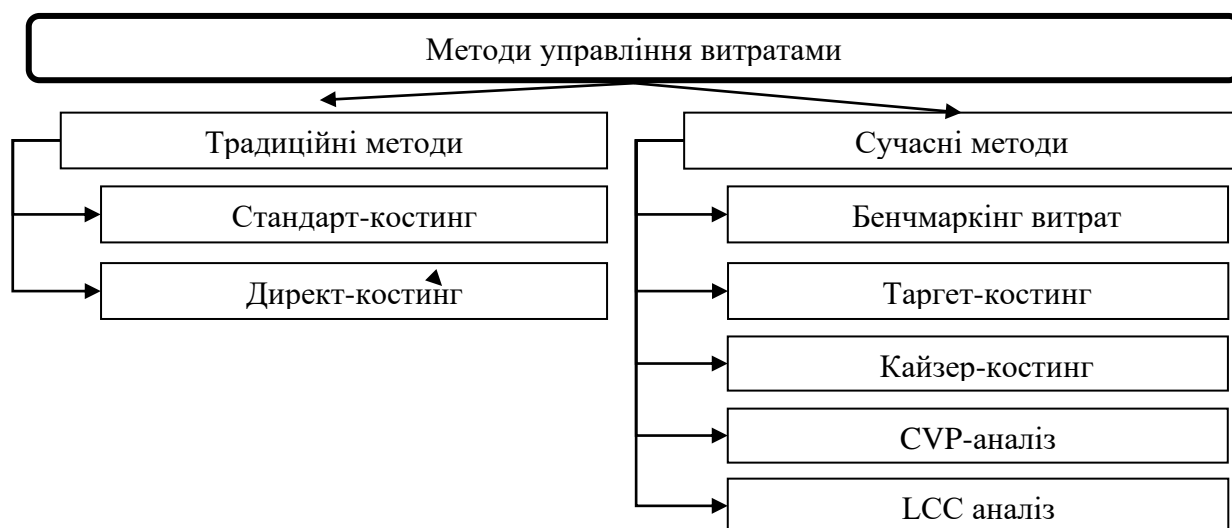 Методи управління витратами
Традиційні методи
Стандарт-костинг
Директ-костинг
Сучасні методи
Бенчмаркінг витрат
Таргет-костинг
Кайзер-костинг
CVP-аналіз
LCC аналіз